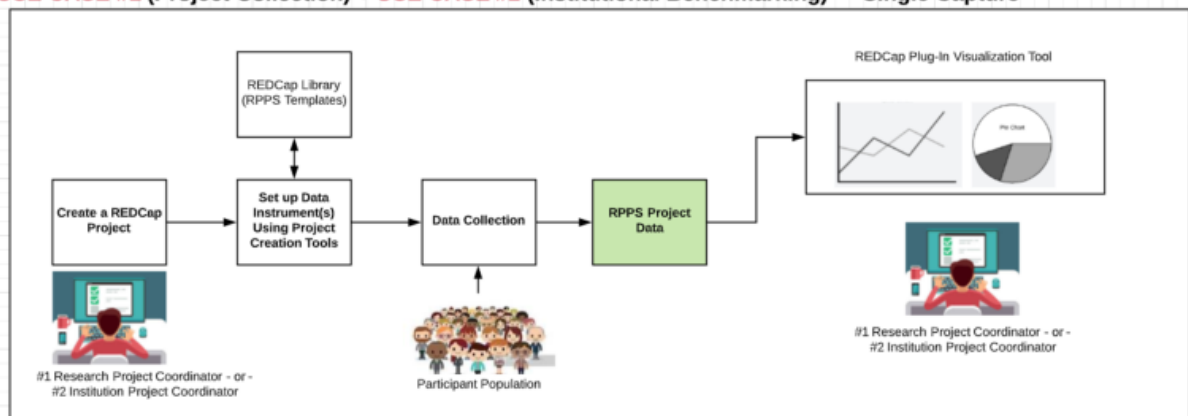 REDCap Plug-In Visualization Tool
REDCap Library
(RPPS Templates)
Pie Chart
Create a REDCap
Project
Set up Data
Instrument(s)
Using Project
Creation Tools
Data Collection
RPPS Project
Data
#1 Research Project Coordinator - or -
#2 Institution Project Coordinator
Participant Population
#1 Research Project Coordinator - or -
#2 Institution Project Coordinator